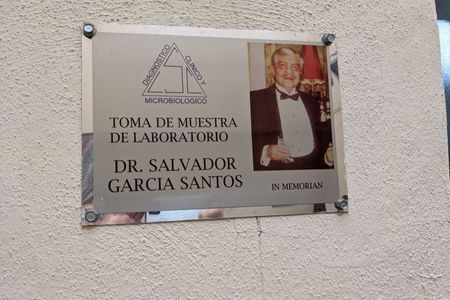 DIAGNOSTICO
CLINICO Y
MICROBIOLOGICO
TOMA DE MUESTRA
DE LABORATORIO
DR. SALVADOR
GARCIA SANTOS
IN MEMORIAN